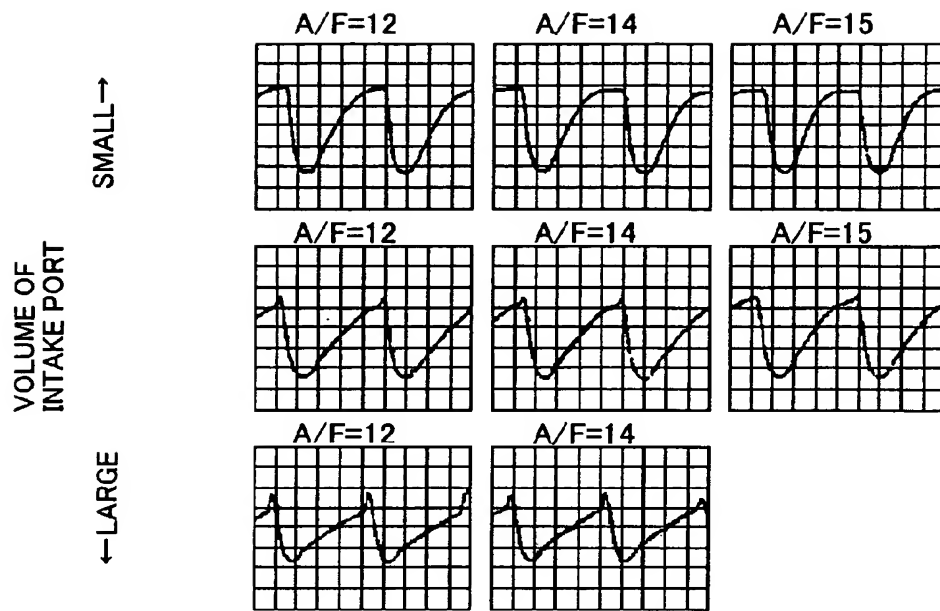 A/F=12
A/F=14
A/F=15
SMALL→
A/F=12
A/F=14
A/F=15
VOLUME OF
INTAKE PORT
A/F=12
A/F=14
←LARGE